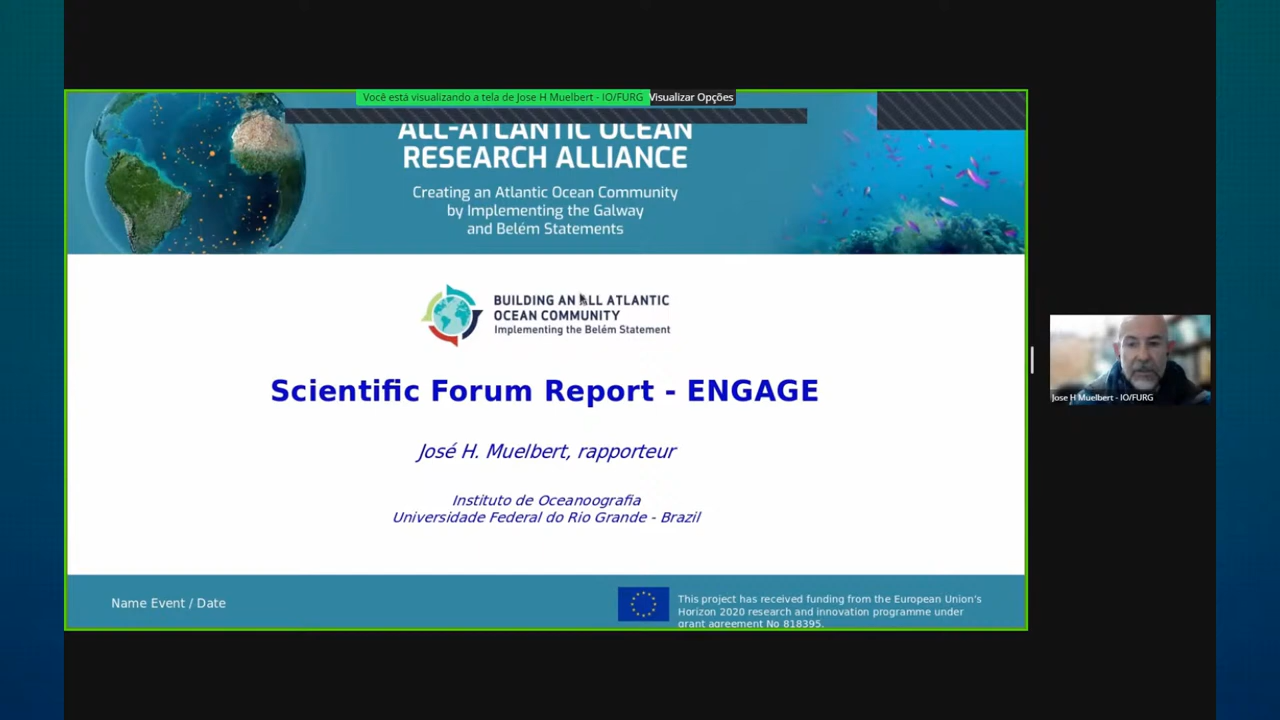 Você está visualizando a tela de Jose H Muelbert - IO/FURG Visualizar Opções
ALL-ATLANTIC OCEAN
RESEARCH ALLIANCE
Creating an Atlantic Ocean Community
by Implementing the Galway
and Belém Statements
BUILDING AN ALL ATLANTIC
OCEAN COMMUNITY
Implementing the Belém Statement
Scientific Forum Report - ENGAGE
José H. Muelbert, rapporteur
Instituto de Oceanoografia
Universidade Federal do Rio Grande - Brazil
Jose H Muelbert - IO/FURG
Name Event / Date
This project has received funding from the European Union's
Horizon 2020 research and innovation programme under
grant agreement No 818395.